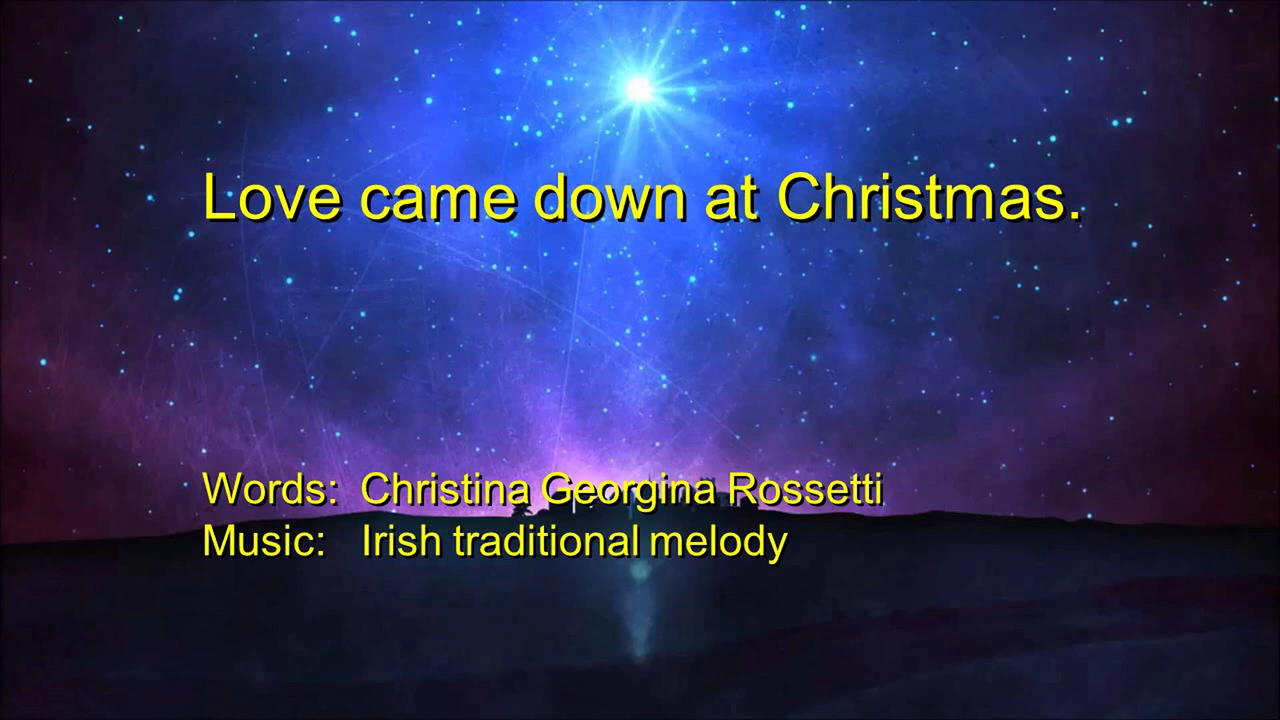 Love came down at Christmas.
Words: Christina Georgina Rossetti
Music: Irish traditional melody